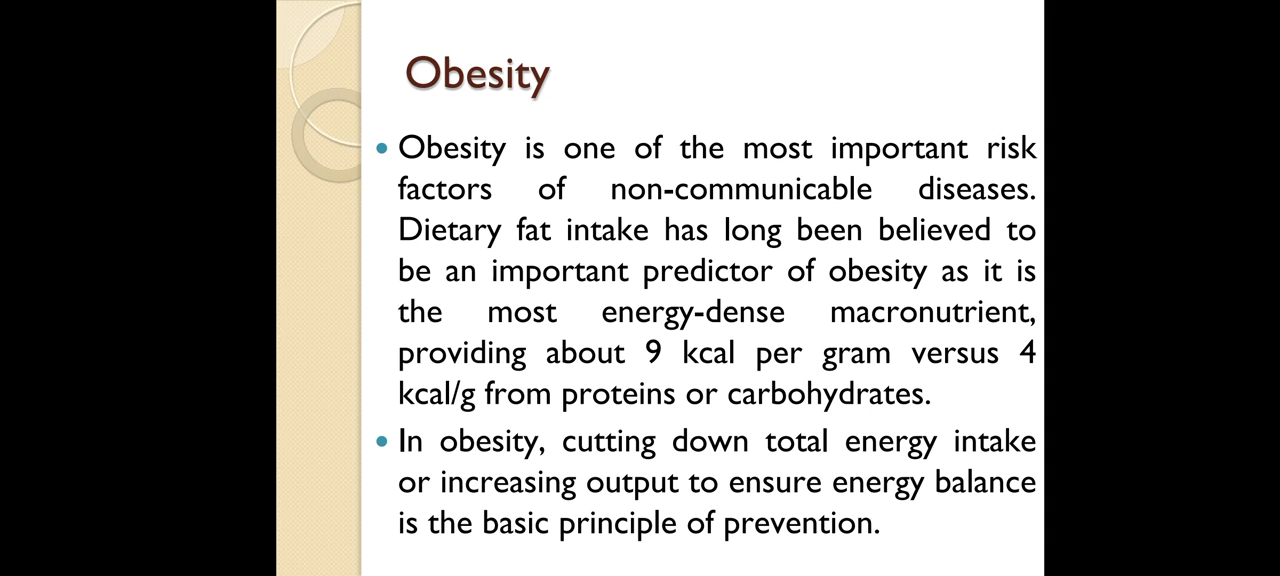 Obesity
• Obesity is one of the most important risk
factors of non-communicable diseases.
Dietary fat intake has long been believed to
be an important predictor of obesity as it is
the most energy-dense macronutrient,
providing about 9 kcal per gram versus 4
kcal/g from proteins or carbohydrates.
• In obesity, cutting down total energy intake
or increasing output to ensure energy balance
is the basic principle of prevention.